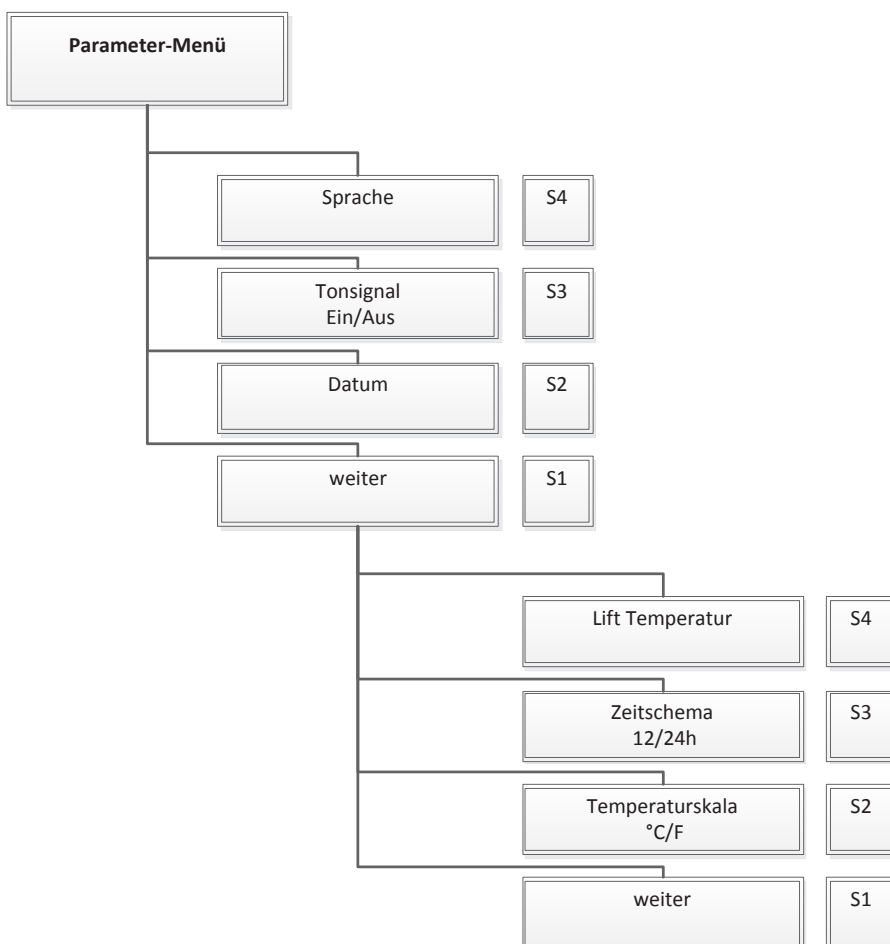 Parameter-Menü
Sprache
S4
Tonsignal
Ein/Aus
S3
Datum
S2
weiter
S1
Lift Temperatur
S4
Zeitschema
12/24h
S3
Temperaturskala
°C/F
S2
weiter
S1